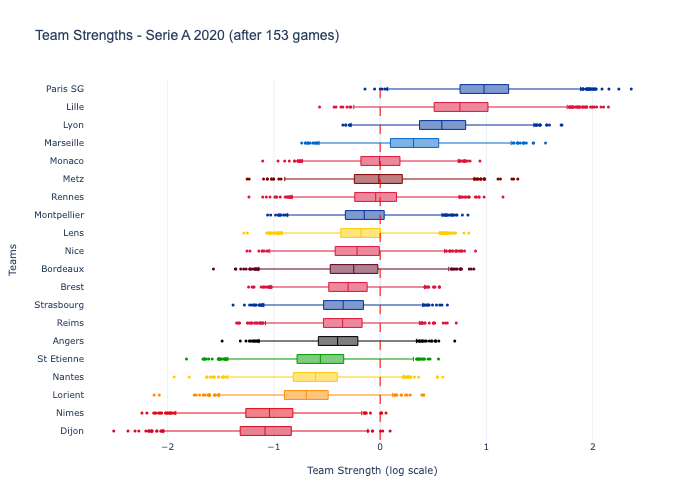 Team Strengths - Serie A 2020 (after 153 games)
Paris SG
Lille
Lyon
Marseille
Monaco
Metz
Rennes
Montpellier
Lens
Nice
Bordeaux
Brest
Strasbourg
Reims
Angers
St Etienne
Nantes
Lorient
Nimes
Dijon
Teams
−2 −1 0 1 2
Team Strength (log scale)